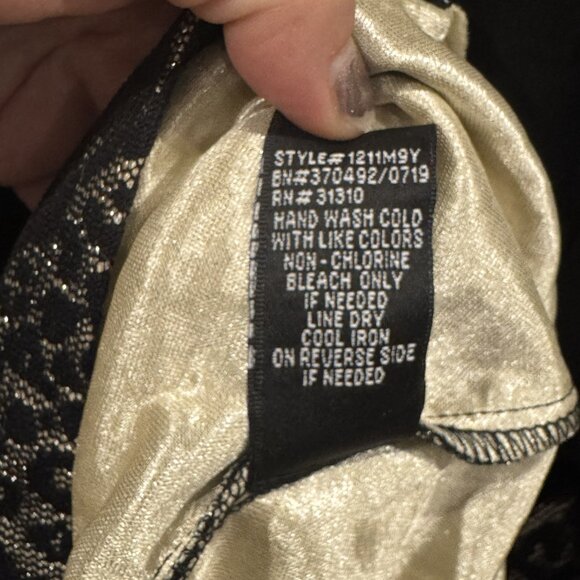 STYLE# 1211M9Y
BN#370492/0719
RN# 31310
HAND WASH COLD
WITH LIKE COLORS
NON-CHLORINE
BLEACH ONLY
IF NEEDED
LINE DRY
COOL IRON
ON REVERSE SIDE
IF NEEDED